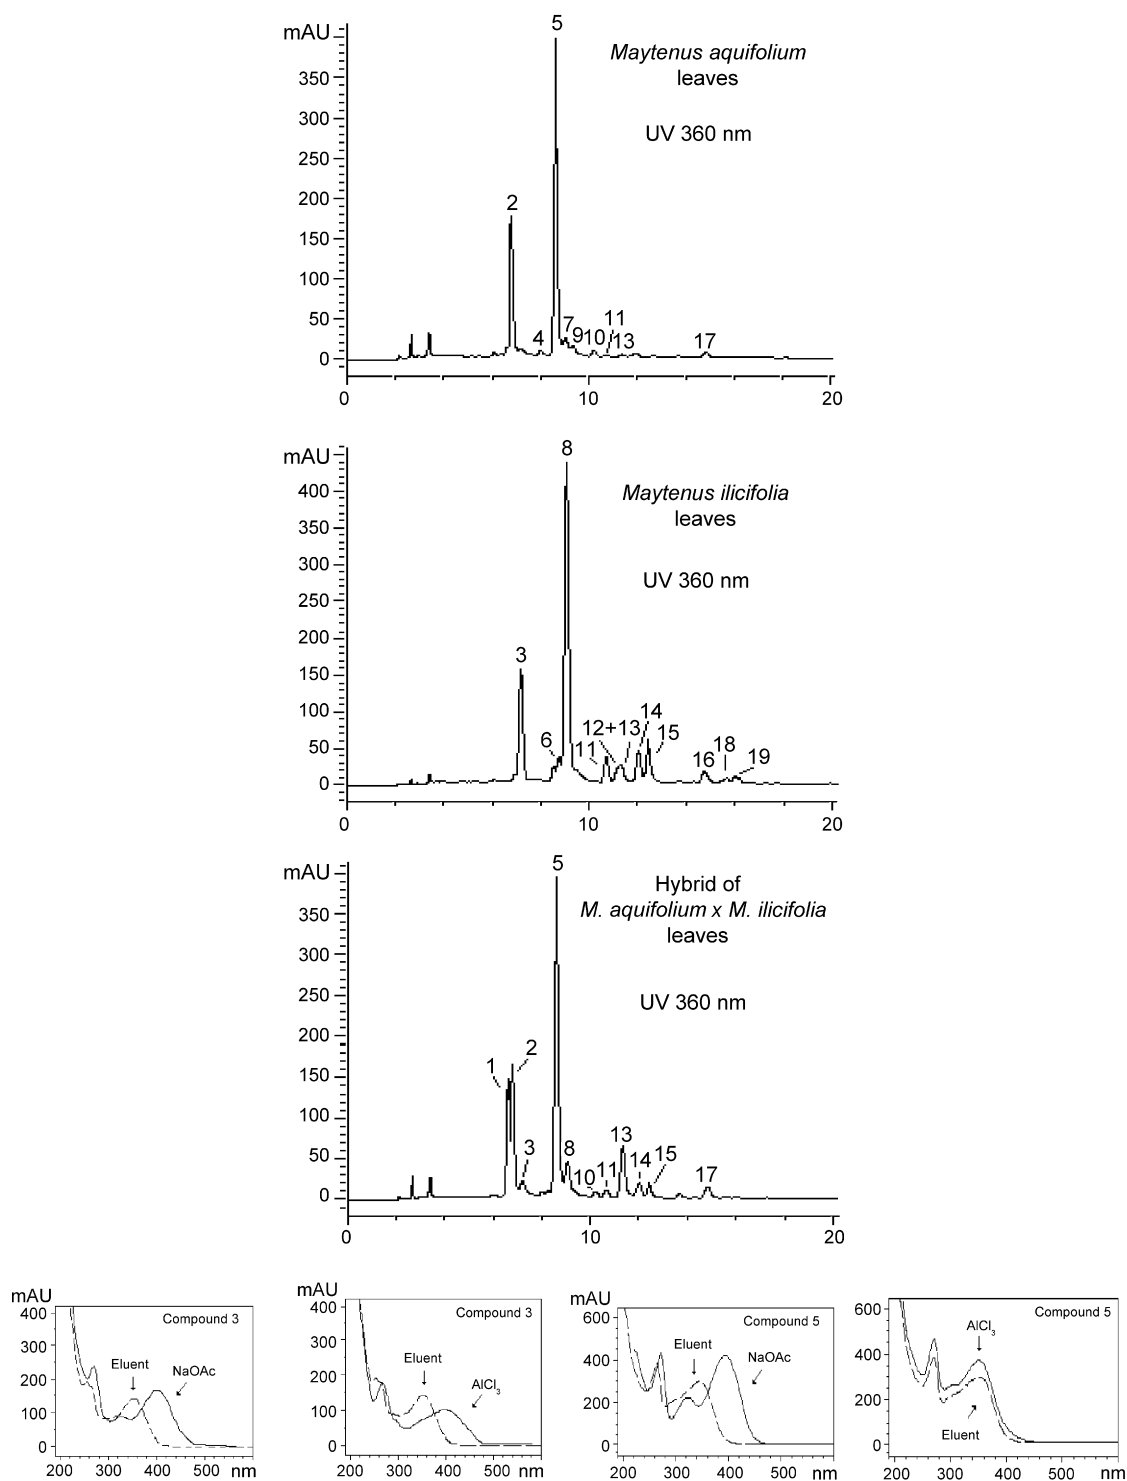 mAU
5
Maytenus aquifolium
leaves
UV 360 nm
350
300
250
200
150
100
50
0
2
4
7
9
10
11
13
17
0
10
20
mAU
8
Maytenus ilicifolia
leaves
UV 360 nm
400
350
300
250
200
150
100
50
0
3
6
11
12+13
14
15
16
18
19
0
10
20
mAU
5
Hybrid of
M. aquifolium x M. ilicifolia
leaves
UV 360 nm
350
300
250
200
150
100
50
0
1
2
3
8
10
11
13
14
15
17
0
10
20
mAU
400
300
200
100
0
Compound 3
Eluent
NaOAc
200 300 400 500 nm
mAU
400
300
200
100
0
Compound 3
Eluent
AlCl3
200 300 400 500 nm
mAU
600
400
200
0
Compound 5
Eluent
NaOAc
200 300 400 500 nm
600
400
200
0
Compound 5
AlCl3
Eluent
200 300 400 500 nm